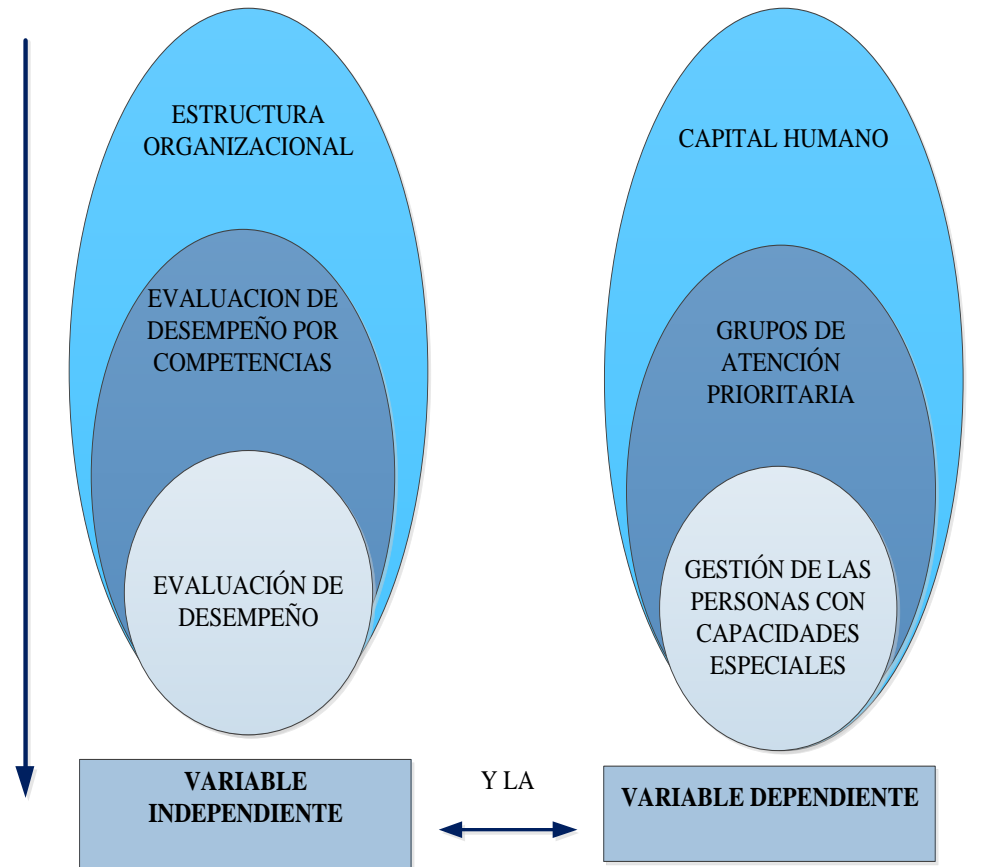 ESTRUCTURA
ORGANIZACIONAL
EVALUACION DE
DESEMPEÑO POR
COMPETENCIAS
EVALUACIÓN DE
DESEMPEÑO
VARIABLE
INDEPENDIENTE
Y LA
CAPITAL HUMANO
GRUPOS DE
ATENCIÓN
PRIORITARIA
GESTIÓN DE LAS
PERSONAS CON
CAPACIDADES
ESPECIALES
VARIABLE DEPENDIENTE